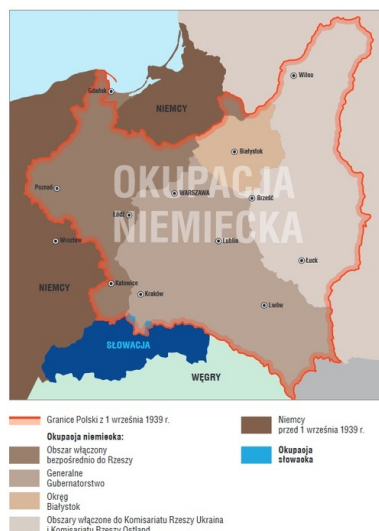 Wilno
Gdańsk
NIEMCY
Białystok
OKUPACJA
NIEMIECKA
Poznań
WARSZAWA
Brześć
Łódź
Wrocław
Lublin
Łuck
NIEMCY
Katowice
Kraków
Lwów
SŁOWACJA
WĘGRY
Granice Polski z 1 września 1939 r.
Okupacja niemiecka:
Obszar włączony
bezpośrednio do Rzeszy
Generalne
Gubernatorstwo
Okręg
Białystok
Obszary włączone do Komisariatu Rzeszy Ukraina
i Komisariatu Rzeszy Ostland
Niemcy
przed 1 września 1939 r.
Okupacja
słowacka